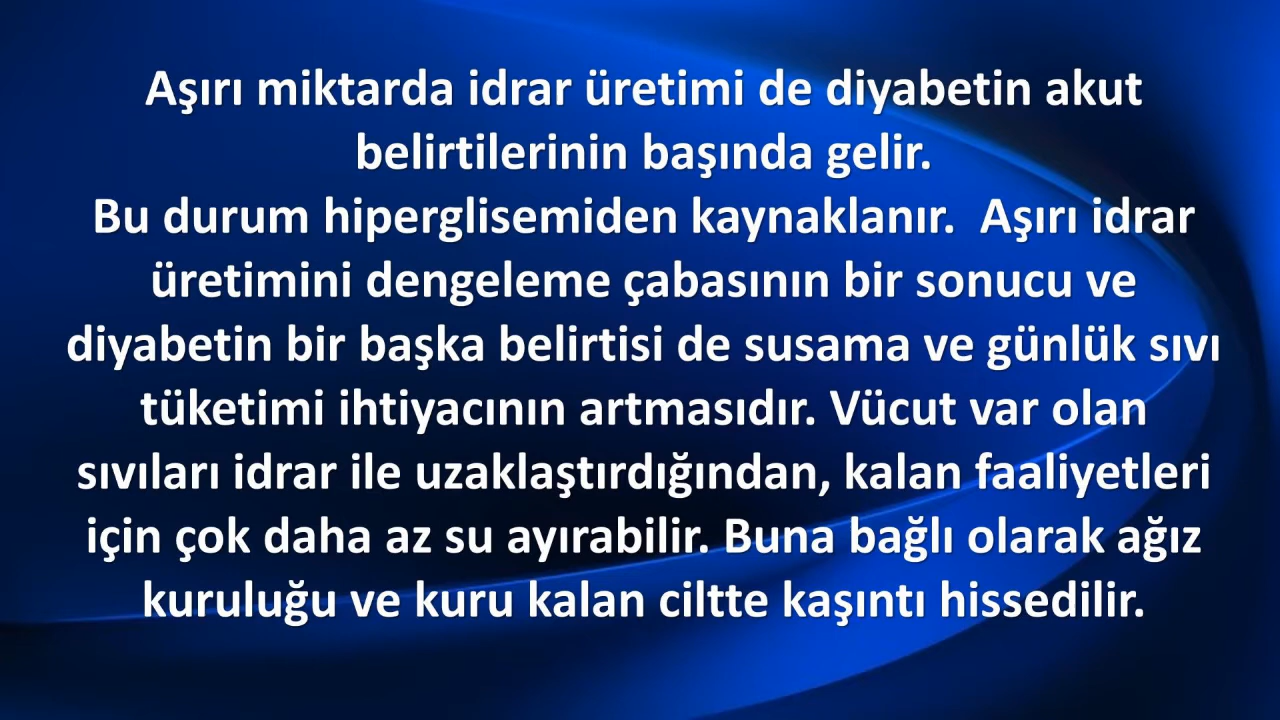 Aşırı miktarda idrar üretimi de diyabetin akut
belirtilerinin başında gelir.
Bu durum hiperglisemiden kaynaklanır.  Aşırı idrar
üretimini dengeleme çabasının bir sonucu ve
diyabetin bir başka belirtisi de susama ve günlük sıvı
tüketimi ihtiyacının artmasıdır. Vücut var olan
sıvıları idrar ile uzaklaştırdığından, kalan faaliyetleri
için çok daha az su ayırabilir. Buna bağlı olarak ağız
kuruluğu ve kuru kalan ciltte kaşıntı hissedilir.